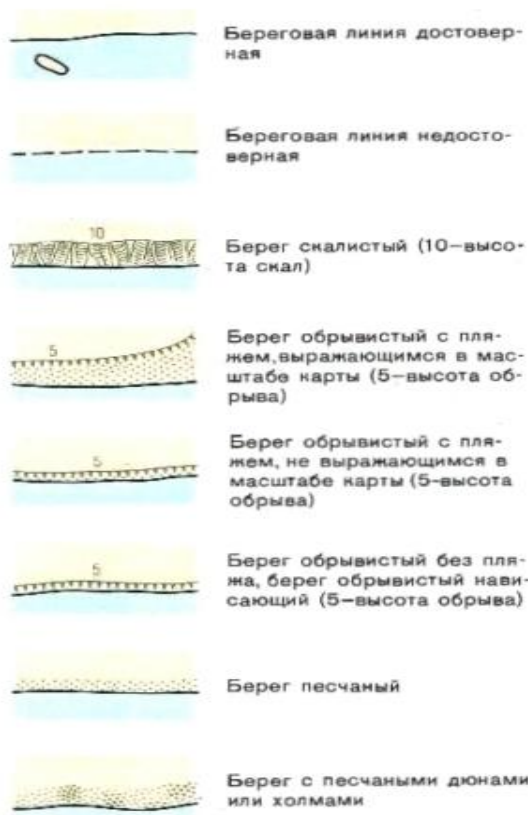 Береговая линия достовер-
ная
Береговая линия недосто-
верная
10
Берег скалистый (10—высо-
та скал)
5
Берег обрывистый с пля-
жем,выражающимся в мас-
штабе карты (5—высота об-
рыва)
5
Берег обрывистый с пля-
жем, не выражающимся в
масштабе карты (5-высота
обрыва)
5
Берег обрывистый без пля-
жа, берег обрывистый нави-
сающий (5—высота обрыва)
Берег песчаный
Берег с песчаными дюнами
или холмами